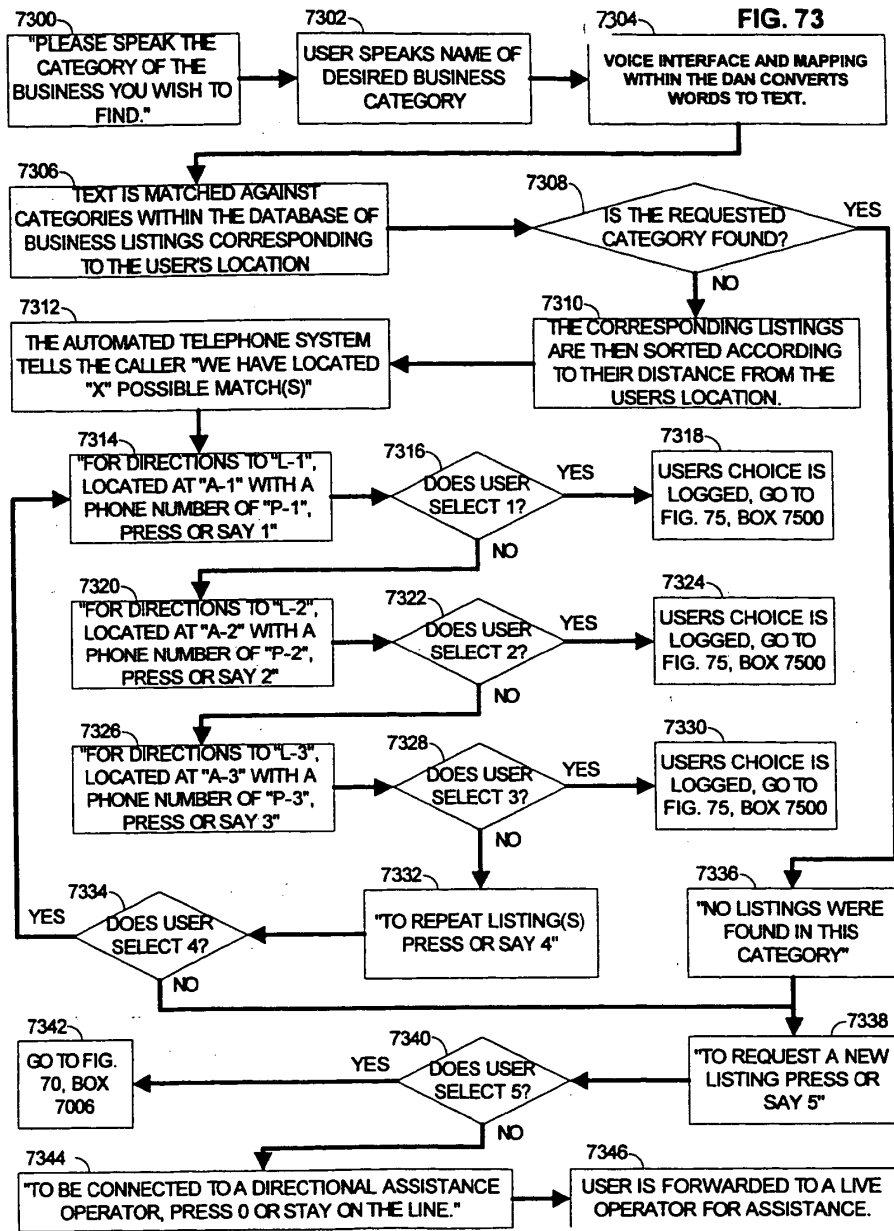 FIG. 73
7300
"PLEASE SPEAK THE
CATEGORY OF THE
BUSINESS YOU WISH TO
FIND."
7302
USER SPEAKS NAME OF
DESIRED BUSINESS
CATEGORY
7304
VOICE INTERFACE AND MAPPING
WITHIN THE DAN CONVERTS
WORDS TO TEXT.
7306
TEXT IS MATCHED AGAINST
CATEGORIES WITHIN THE DATABASE OF
BUSINESS LISTINGS CORRESPONDING
TO THE USER'S LOCATION
7308
IS THE REQUESTED
CATEGORY FOUND?
YES
NO
7310
THE CORRESPONDING LISTINGS
ARE THEN SORTED ACCORDING
TO THEIR DISTANCE FROM THE
USERS LOCATION.
7312
THE AUTOMATED TELEPHONE SYSTEM
TELLS THE CALLER "WE HAVE LOCATED
"X" POSSIBLE MATCH(S)"
7314
"FOR DIRECTIONS TO "L-1",
LOCATED AT "A-1" WITH A
PHONE NUMBER OF "P-1",
PRESS OR SAY 1"
7316
DOES USER
SELECT 1?
YES
NO
7318
USERS CHOICE IS
LOGGED, GO TO
FIG. 75, BOX 7500
7320
"FOR DIRECTIONS TO "L-2",
LOCATED AT "A-2" WITH A
PHONE NUMBER OF "P-2",
PRESS OR SAY 2"
7322
DOES USER
SELECT 2?
YES
NO
7324
USERS CHOICE IS
LOGGED, GO TO
FIG. 75, BOX 7500
7326
"FOR DIRECTIONS TO "L-3",
LOCATED AT "A-3" WITH A
PHONE NUMBER OF "P-3",
PRESS OR SAY 3"
7328
DOES USER
SELECT 3?
YES
NO
7330
USERS CHOICE IS
LOGGED, GO TO
FIG. 75, BOX 7500
7332
"TO REPEAT LISTING(S)
PRESS OR SAY 4"
7334
DOES USER
SELECT 4?
YES
NO
7336
"NO LISTINGS WERE
FOUND IN THIS
CATEGORY"
7338
"TO REQUEST A NEW
LISTING PRESS OR
SAY 5"
7340
DOES USER
SELECT 5?
YES
NO
7342
GO TO FIG.
70, BOX
7006
7344
"TO BE CONNECTED TO A DIRECTIONAL ASSISTANCE
OPERATOR, PRESS 0 OR STAY ON THE LINE."
7346
USER IS FORWARDED TO A LIVE
OPERATOR FOR ASSISTANCE.